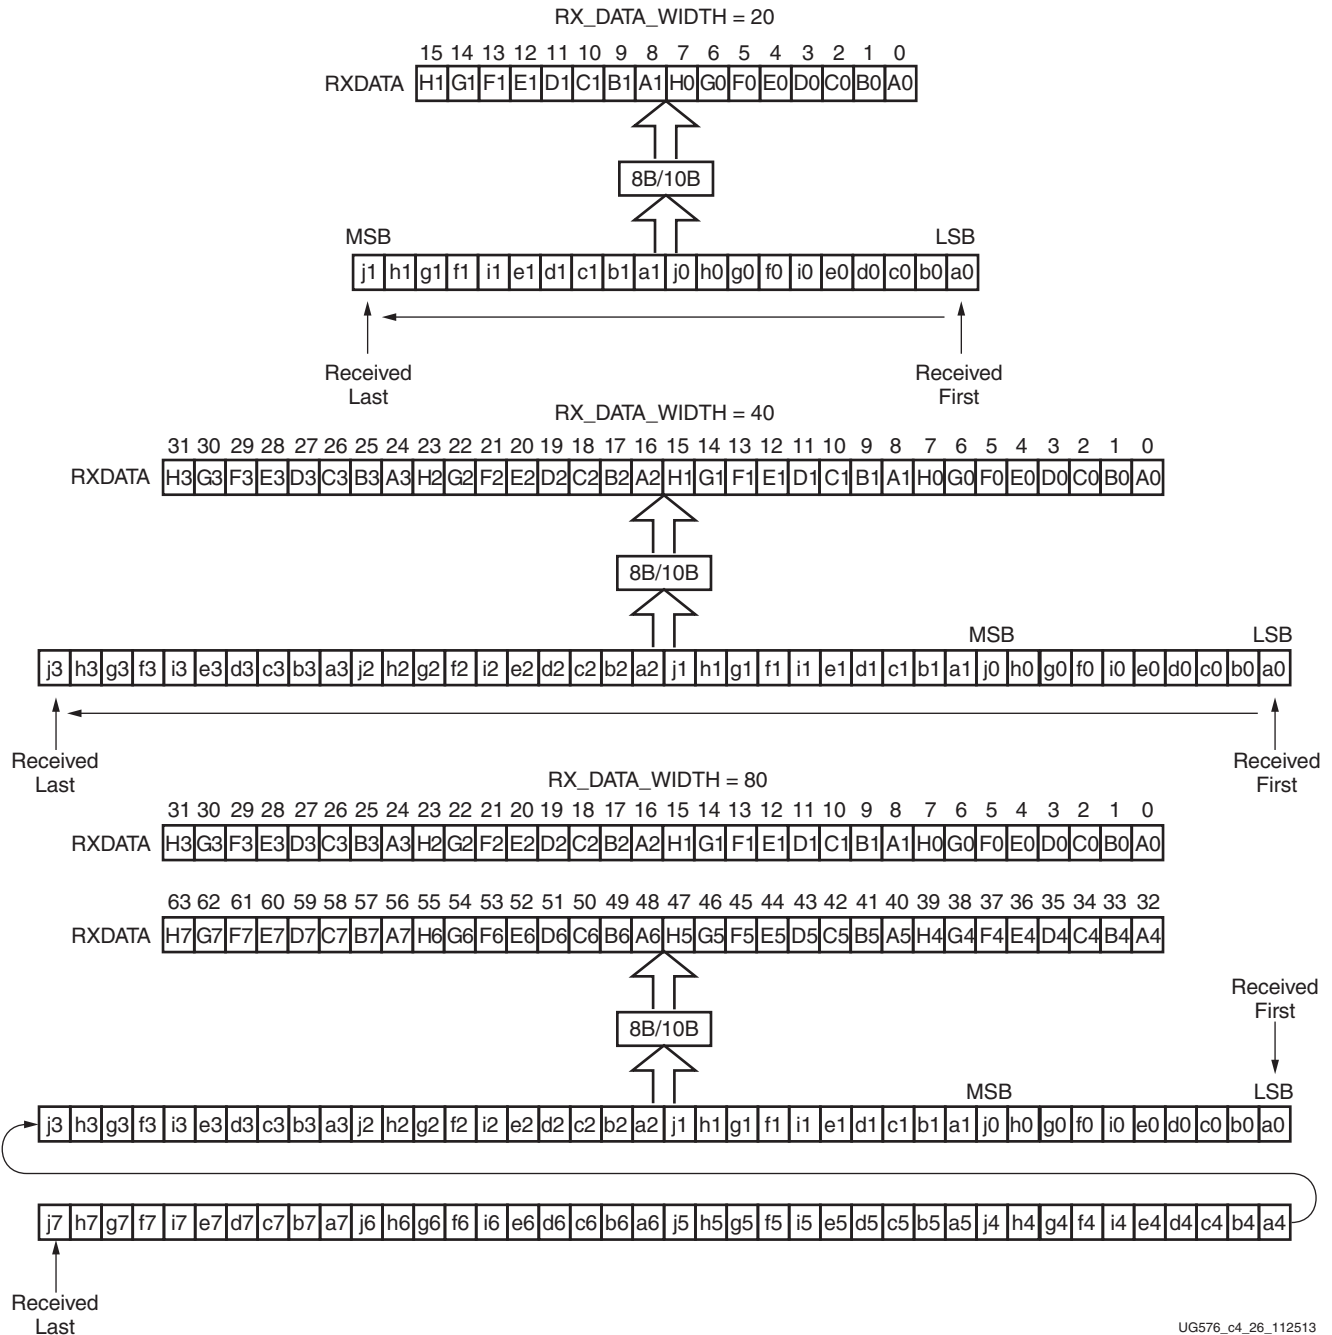 RX_DATA_WIDTH = 20
15 14 13 12 11 10 9 8 7 6 5 4 3 2 1 0
RXDATA H1 G1 F1 E1 D1 C1 B1 A1 H0 G0 F0 E0 D0 C0 B0 A0
8B/10B
MSB LSB
j1 h1 g1 f1 i1 e1 d1 c1 b1 a1 j0 h0 g0 f0 i0 e0 d0 c0 b0 a0
Received Received
Last First
RX_DATA_WIDTH = 40
31 30 29 28 27 26 25 24 23 22 21 20 19 18 17 16 15 14 13 12 11 10 9 8 7 6 5 4 3 2 1 0
RXDATA H3 G3 F3 E3 D3 C3 B3 A3 H2 G2 F2 E2 D2 C2 B2 A2 H1 G1 F1 E1 D1 C1 B1 A1 H0 G0 F0 E0 D0 C0 B0 A0
8B/10B
MSB LSB
j3 h3 g3 f3 i3 e3 d3 c3 b3 a3 j2 h2 g2 f2 i2 e2 d2 c2 b2 a2 j1 h1 g1 f1 i1 e1 d1 c1 b1 a1 j0 h0 g0 f0 i0 e0 d0 c0 b0 a0
Received Received
Last First
RX_DATA_WIDTH = 80
31 30 29 28 27 26 25 24 23 22 21 20 19 18 17 16 15 14 13 12 11 10 9 8 7 6 5 4 3 2 1 0
RXDATA H3 G3 F3 E3 D3 C3 B3 A3 H2 G2 F2 E2 D2 C2 B2 A2 H1 G1 F1 E1 D1 C1 B1 A1 H0 G0 F0 E0 D0 C0 B0 A0
63 62 61 60 59 58 57 56 55 54 53 52 51 50 49 48 47 46 45 44 43 42 41 40 39 38 37 36 35 34 33 32
RXDATA H7 G7 F7 E7 D7 C7 B7 A7 H6 G6 F6 E6 D6 C6 B6 A6 H5 G5 F5 E5 D5 C5 B5 A5 H4 G4 F4 E4 D4 C4 B4 A4
Received
First
8B/10B
MSB LSB
j3 h3 g3 f3 i3 e3 d3 c3 b3 a3 j2 h2 g2 f2 i2 e2 d2 c2 b2 a2 j1 h1 g1 f1 i1 e1 d1 c1 b1 a1 j0 h0 g0 f0 i0 e0 d0 c0 b0 a0
j7 h7 g7 f7 i7 e7 d7 c7 b7 a7 j6 h6 g6 f6 i6 e6 d6 c6 b6 a6 j5 h5 g5 f5 i5 e5 d5 c5 b5 a5 j4 h4 g4 f4 i4 e4 d4 c4 b4 a4
Received
Last
UG576_c4_26_112513